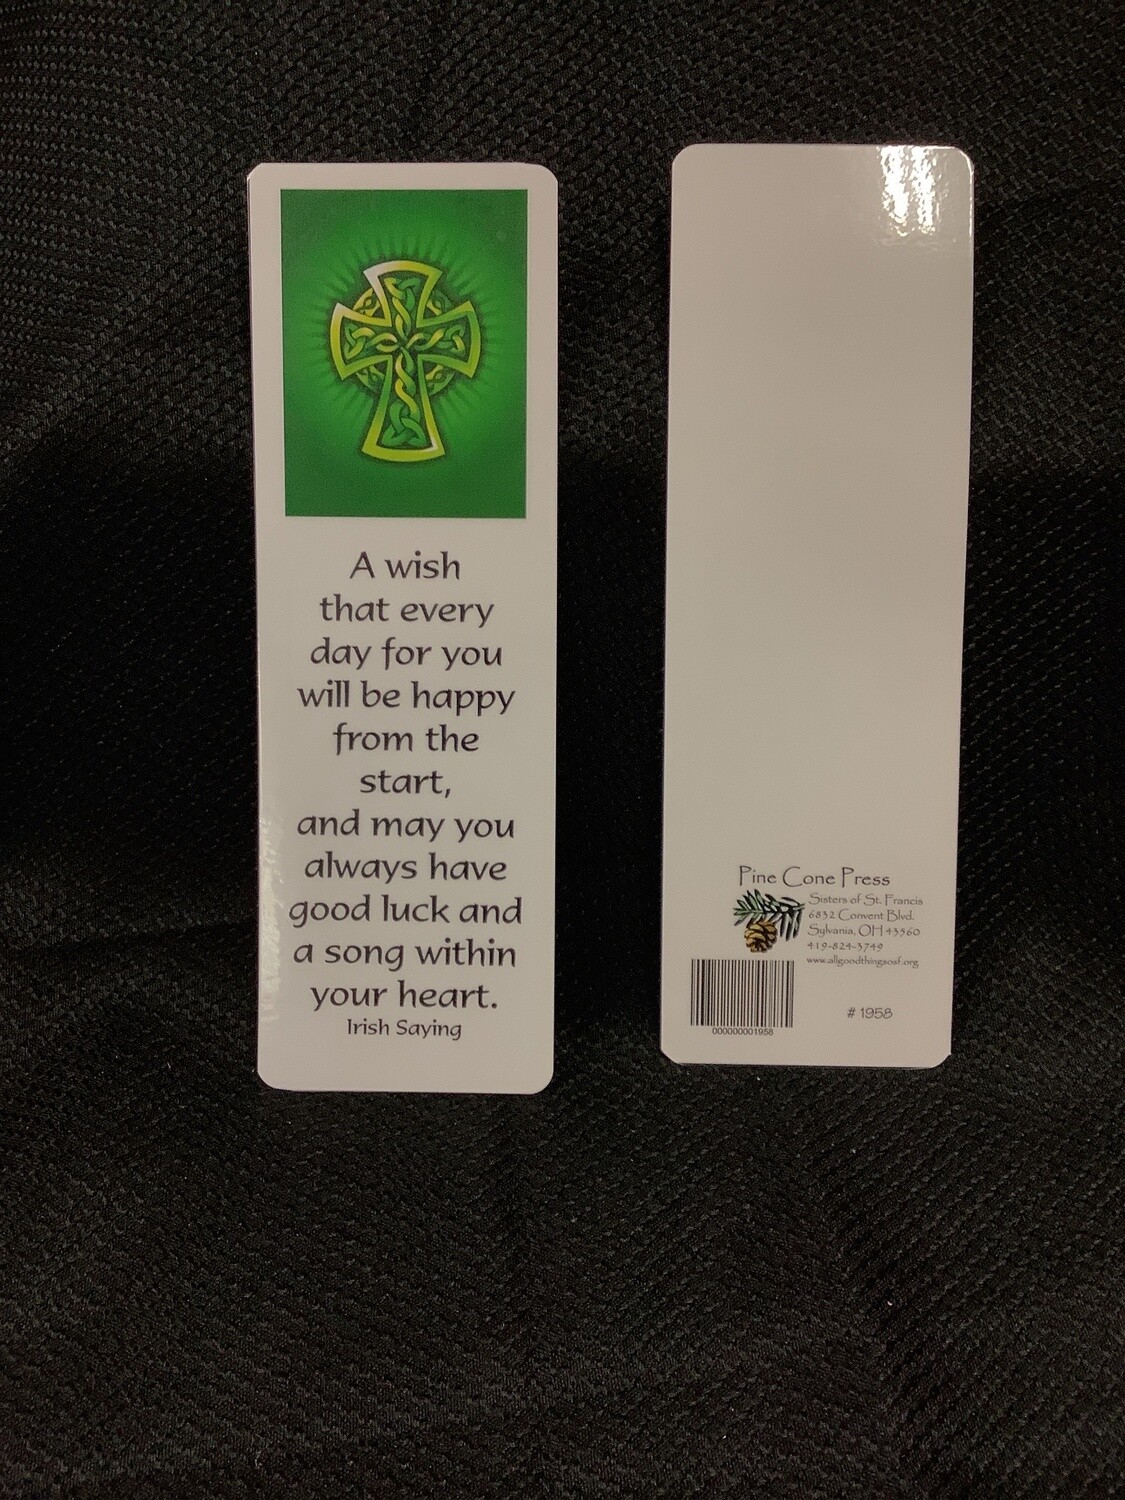 A wish
that every
day for you
will be happy
from the
start,
and may you
always have
good luck and
a song within
your heart.
Irish Saying
Pine Cone Press
Sisters of St. Francis
6832 Convent Blvd.
Sylvania, OH 43560
419-824-3749
www.allgoodthingsosf.org
000000001958
# 1958